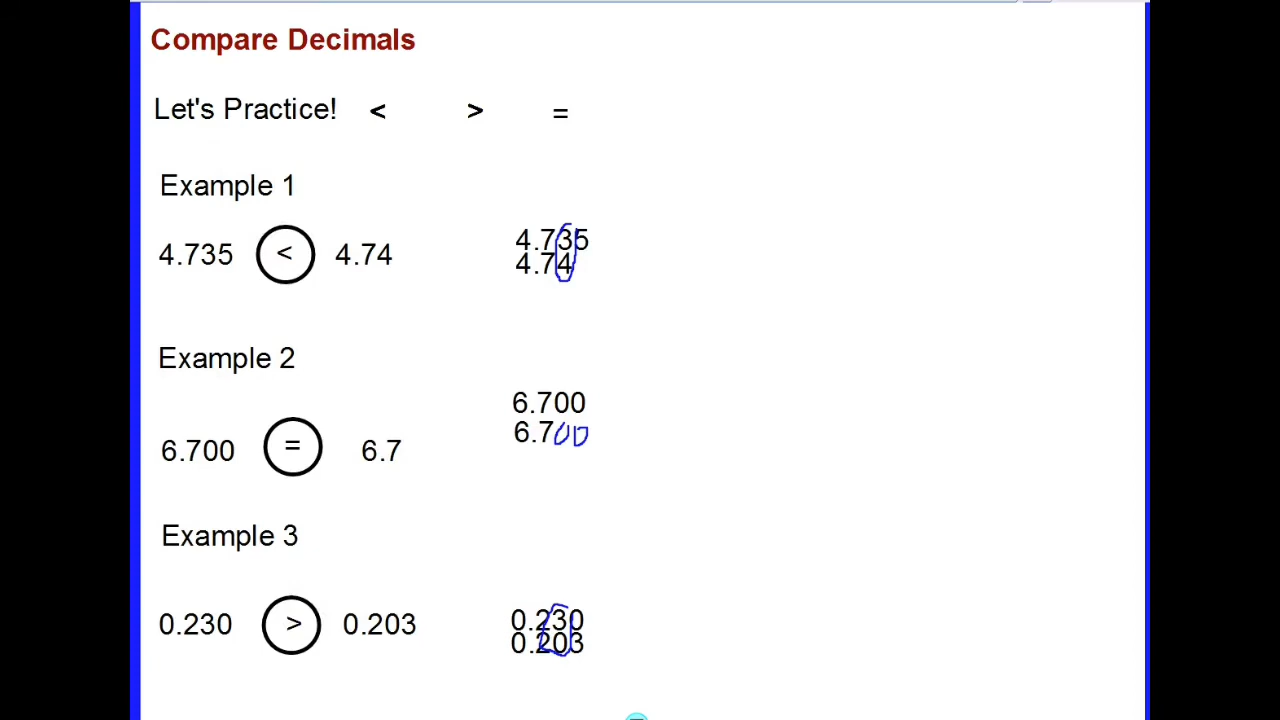 Compare Decimals
Let's Practice! < > =
Example 1
4.735 < 4.74
4.735
4.74
Example 2
6.700 = 6.7
6.700
6.700
Example 3
0.230 > 0.203
0.230
0.203